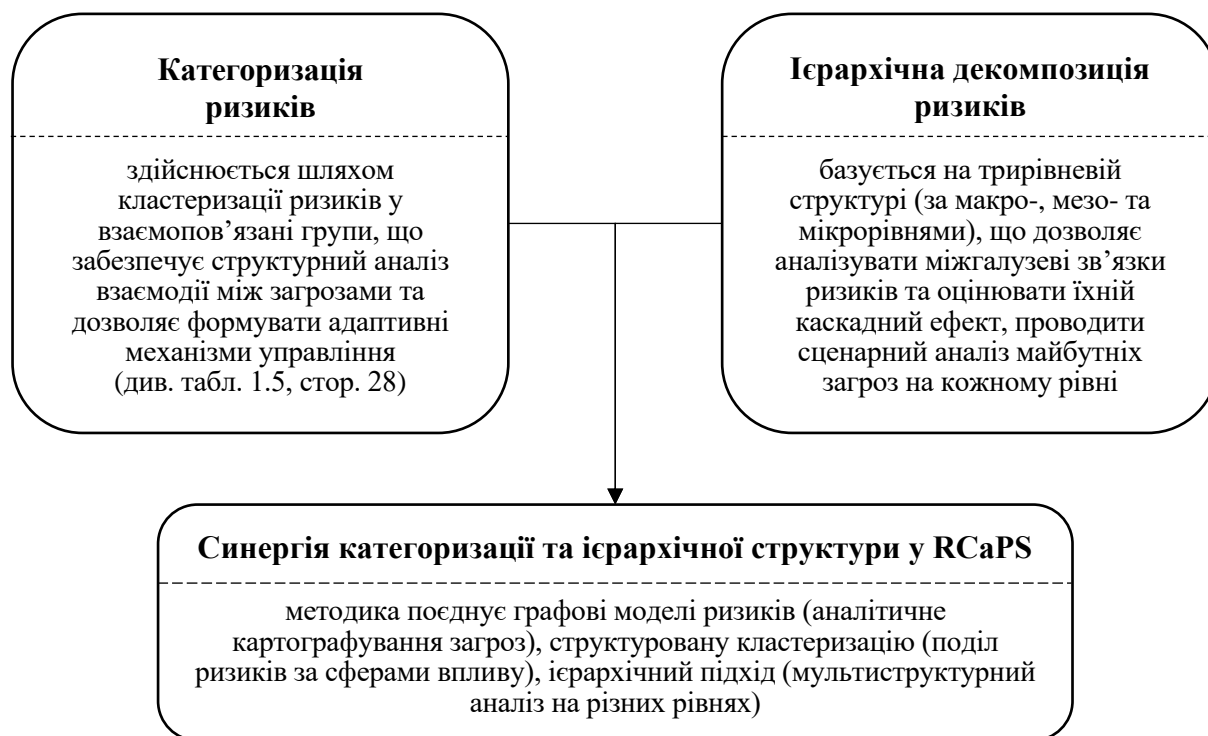 Категоризація
ризиків
здійснюється шляхом
кластеризації ризиків у
взаємопов’язані групи, що
забезпечує структурний аналіз
взаємодії між загрозами та
дозволяє формувати адаптивні
механізми управління
(див. табл. 1.5, стор. 28)
Ієрархічна декомпозиція
ризиків
базується на трирівневій
структурі (за макро-, мезо- та
мікрорівнями), що дозволяє
аналізувати міжгалузеві зв’язки
ризиків та оцінювати їхній
каскадний ефект, проводити
сценарний аналіз майбутніх
загроз на кожному рівні
Синергія категоризації та ієрархічної структури у RCaPS
методика поєднує графові моделі ризиків (аналітичне
картографування загроз), структуровану кластеризацію (поділ
ризиків за сферами впливу), ієрархічний підхід (мультиструктурний
аналіз на різних рівнях)